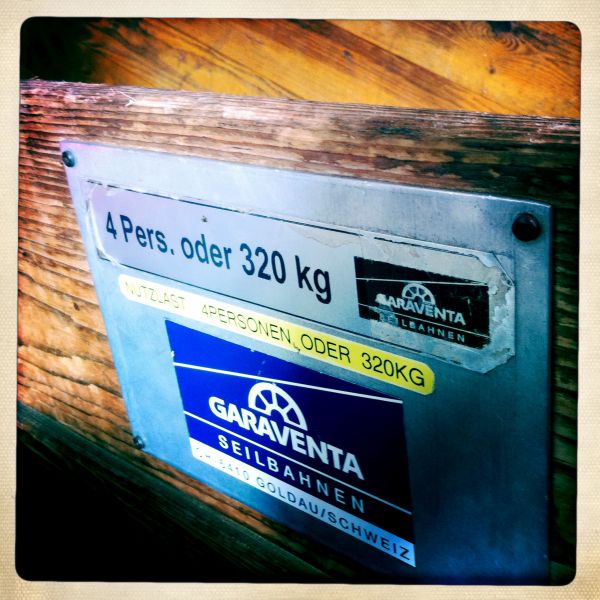 4 Pers. oder 320 kg
GARAVENTA
SEILBAHNEN
NUTZLAST 4PERSONEN ODER 320KG
GARAVENTA
SEILBAHNEN
CH-6410 GOLDAU/SCHWEIZ